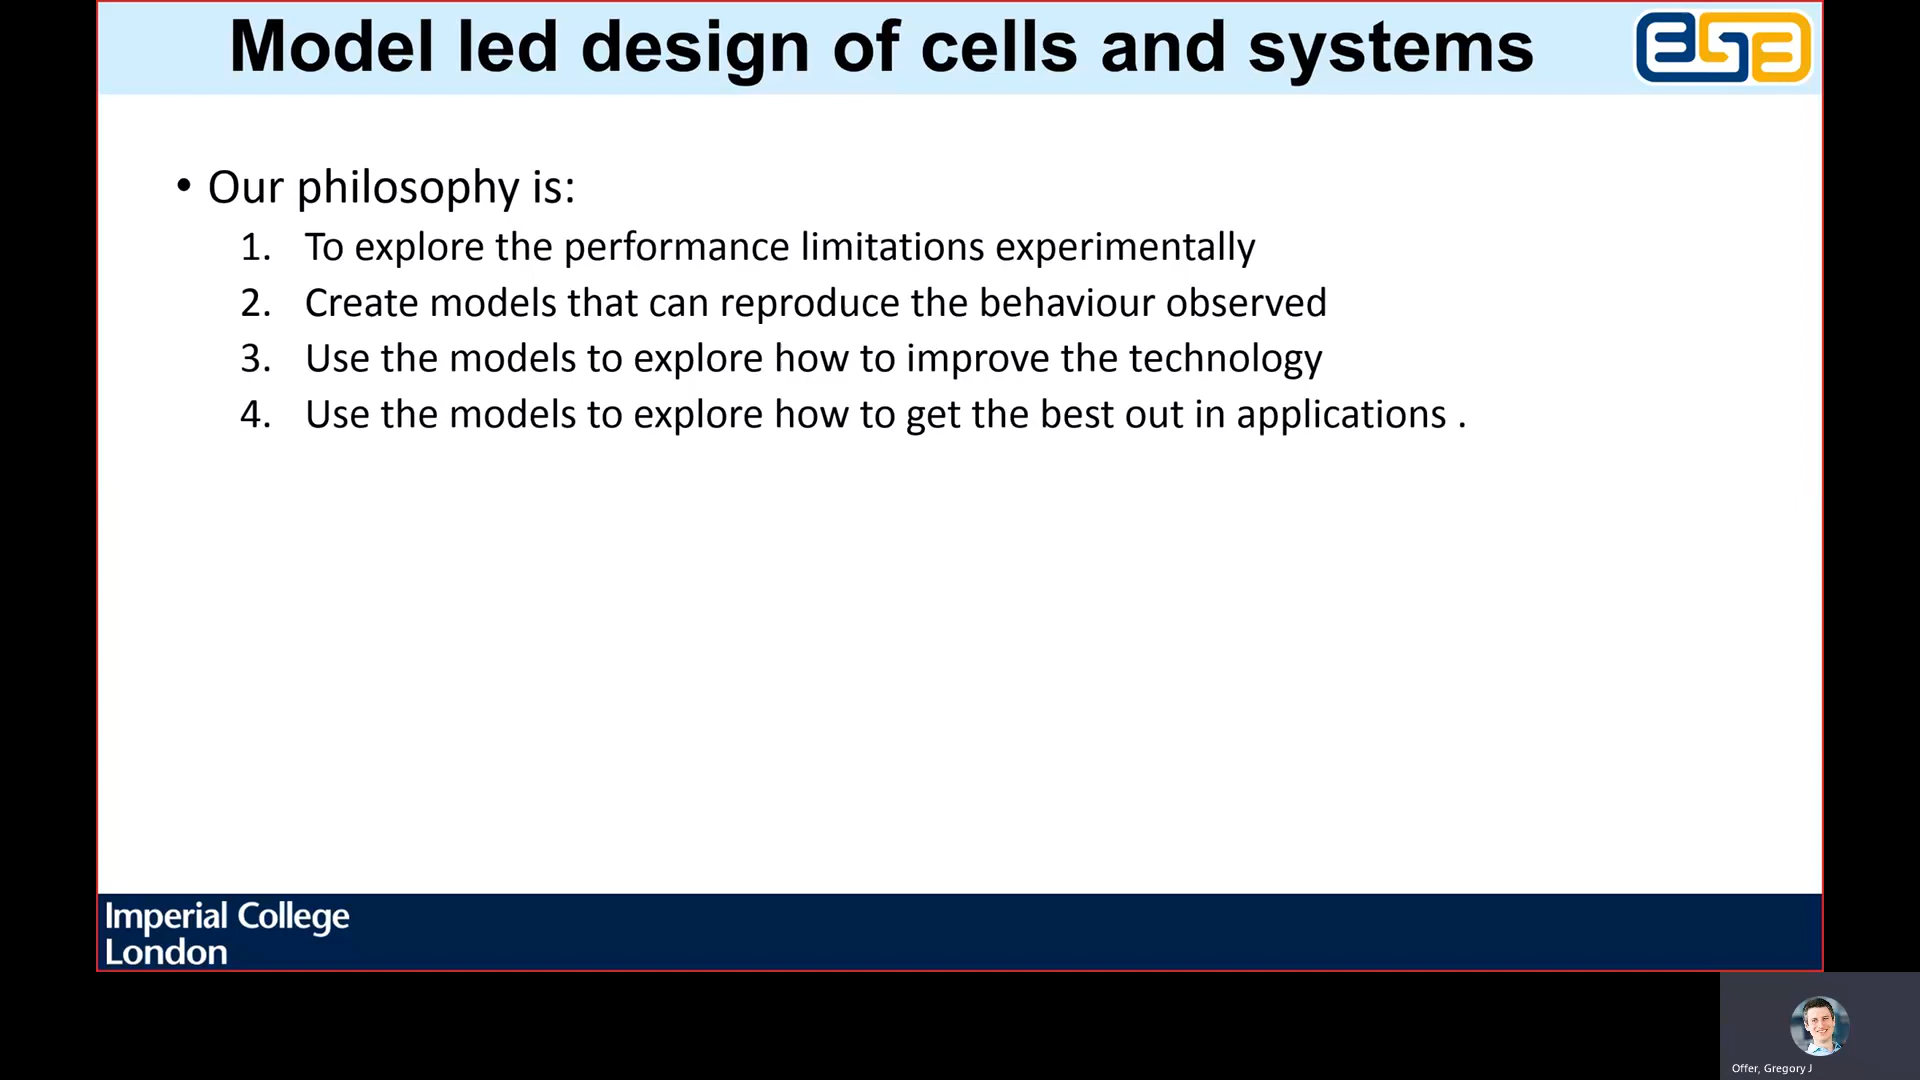 Model led design of cells and systems
• Our philosophy is:
1. To explore the performance limitations experimentally
2. Create models that can reproduce the behaviour observed
3. Use the models to explore how to improve the technology
4. Use the models to explore how to get the best out in applications .
Imperial College
London
Offer, Gregory J